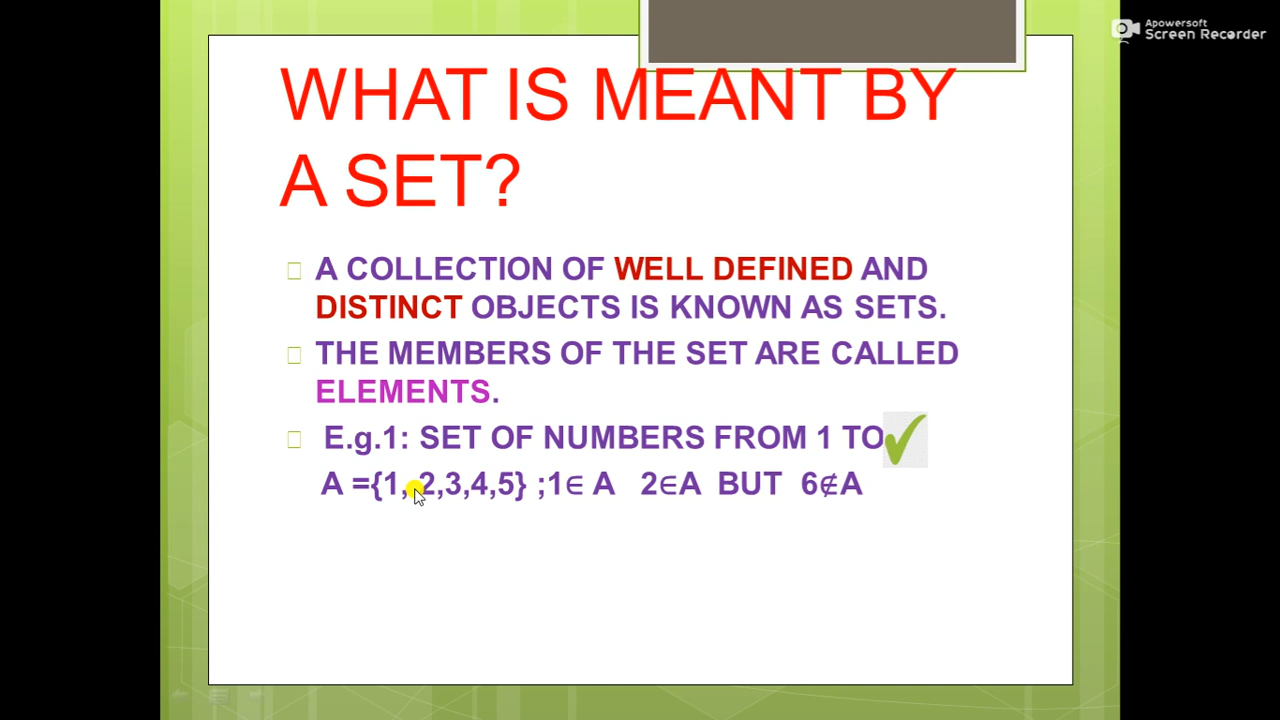 Apowersoft
Screen Recorder
WHAT IS MEANT BY
A SET?
A COLLECTION OF WELL DEFINED AND
DISTINCT OBJECTS IS KNOWN AS SETS.
THE MEMBERS OF THE SET ARE CALLED
ELEMENTS.
E.g.1: SET OF NUMBERS FROM 1 TO
A ={1, 2,3,4,5} ;1∈ A 2∈A BUT 6∉A